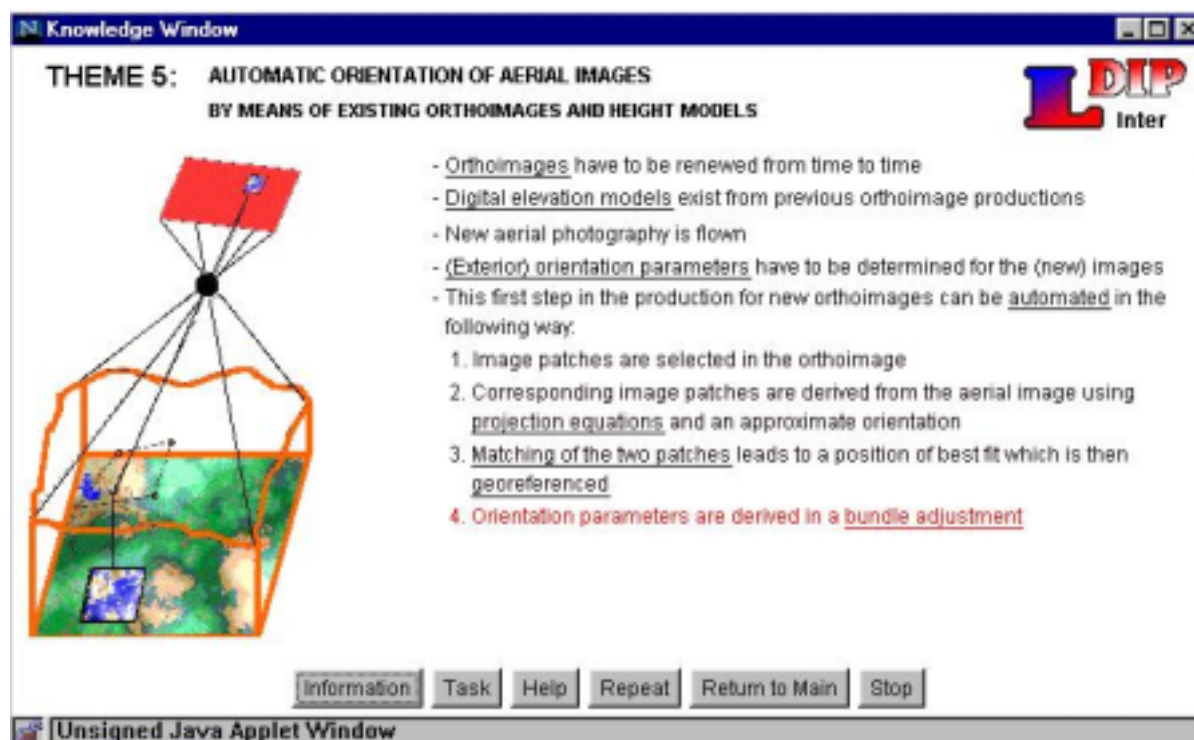 Knowledge Window
THEME 5: AUTOMATIC ORIENTATION OF AERIAL IMAGES
BY MEANS OF EXISTING ORTHOIMAGES AND HEIGHT MODELS
L DIP
Inter
- Orthoimages have to be renewed from time to time
- Digital elevation models exist from previous orthoimage productions
- New aerial photography is flown
- (Exterior) orientation parameters have to be determined for the (new) images
- This first step in the production for new orthoimages can be automated in the
following way:
1. Image patches are selected in the orthoimage
2. Corresponding image patches are derived from the aerial image using
projection equations and an approximate orientation
3. Matching of the two patches leads to a position of best fit which is then
georeferenced
4. Orientation parameters are derived in a bundle adjustment
Information Task Help Repeat Return to Main Stop
Unsigned Java Applet Window